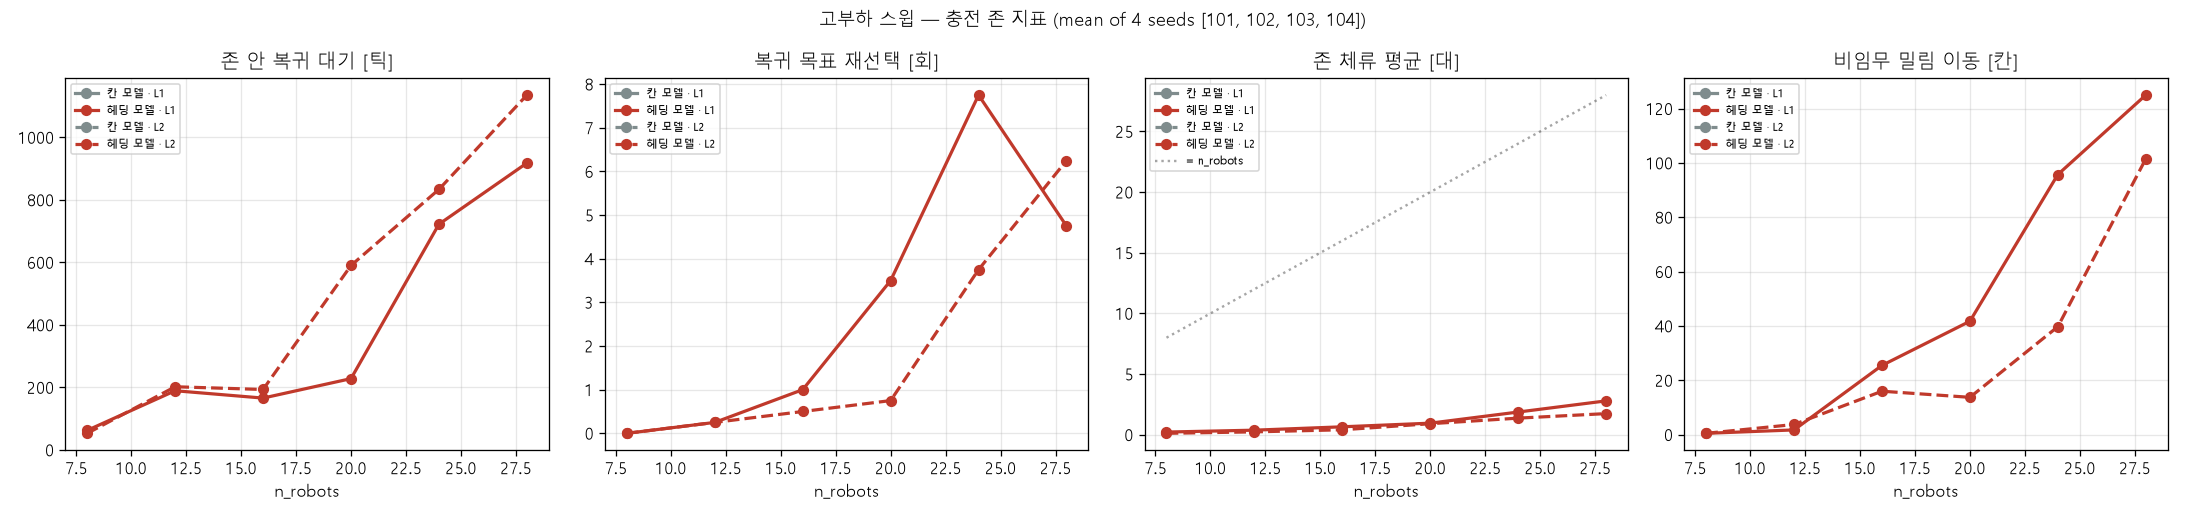 고부하 스윕 — 충전 존 지표 (mean of 4 seeds [101, 102, 103, 104])
존 안 복귀 대기 [틱]
칸 모델 · L1
헤딩 모델 · L1
칸 모델 · L2
헤딩 모델 · L2
1000
800
600
400
200
0
7.5 10.0 12.5 15.0 17.5 20.0 22.5 25.0 27.5
n_robots
복귀 목표 재선택 [회]
칸 모델 · L1
헤딩 모델 · L1
칸 모델 · L2
헤딩 모델 · L2
8
7
6
5
4
3
2
1
0
7.5 10.0 12.5 15.0 17.5 20.0 22.5 25.0 27.5
n_robots
존 체류 평균 [대]
칸 모델 · L1
헤딩 모델 · L1
칸 모델 · L2
헤딩 모델 · L2
= n_robots
25
20
15
10
5
0
7.5 10.0 12.5 15.0 17.5 20.0 22.5 25.0 27.5
n_robots
비임무 밀림 이동 [칸]
칸 모델 · L1
헤딩 모델 · L1
칸 모델 · L2
헤딩 모델 · L2
120
100
80
60
40
20
0
7.5 10.0 12.5 15.0 17.5 20.0 22.5 25.0 27.5
n_robots